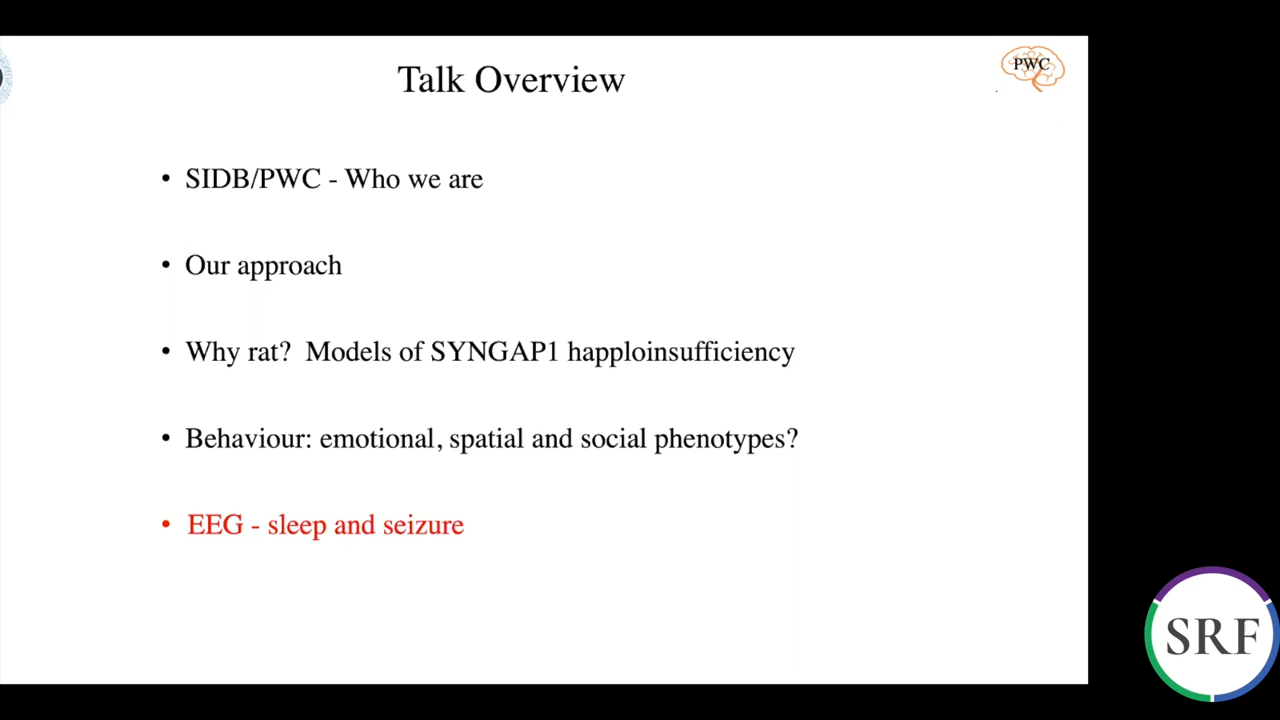 Talk Overview
PWC
• SIDB/PWC - Who we are
• Our approach
• Why rat? Models of SYNGAP1 happloinsufficiency
• Behaviour: emotional, spatial and social phenotypes?
• EEG - sleep and seizure
SRF